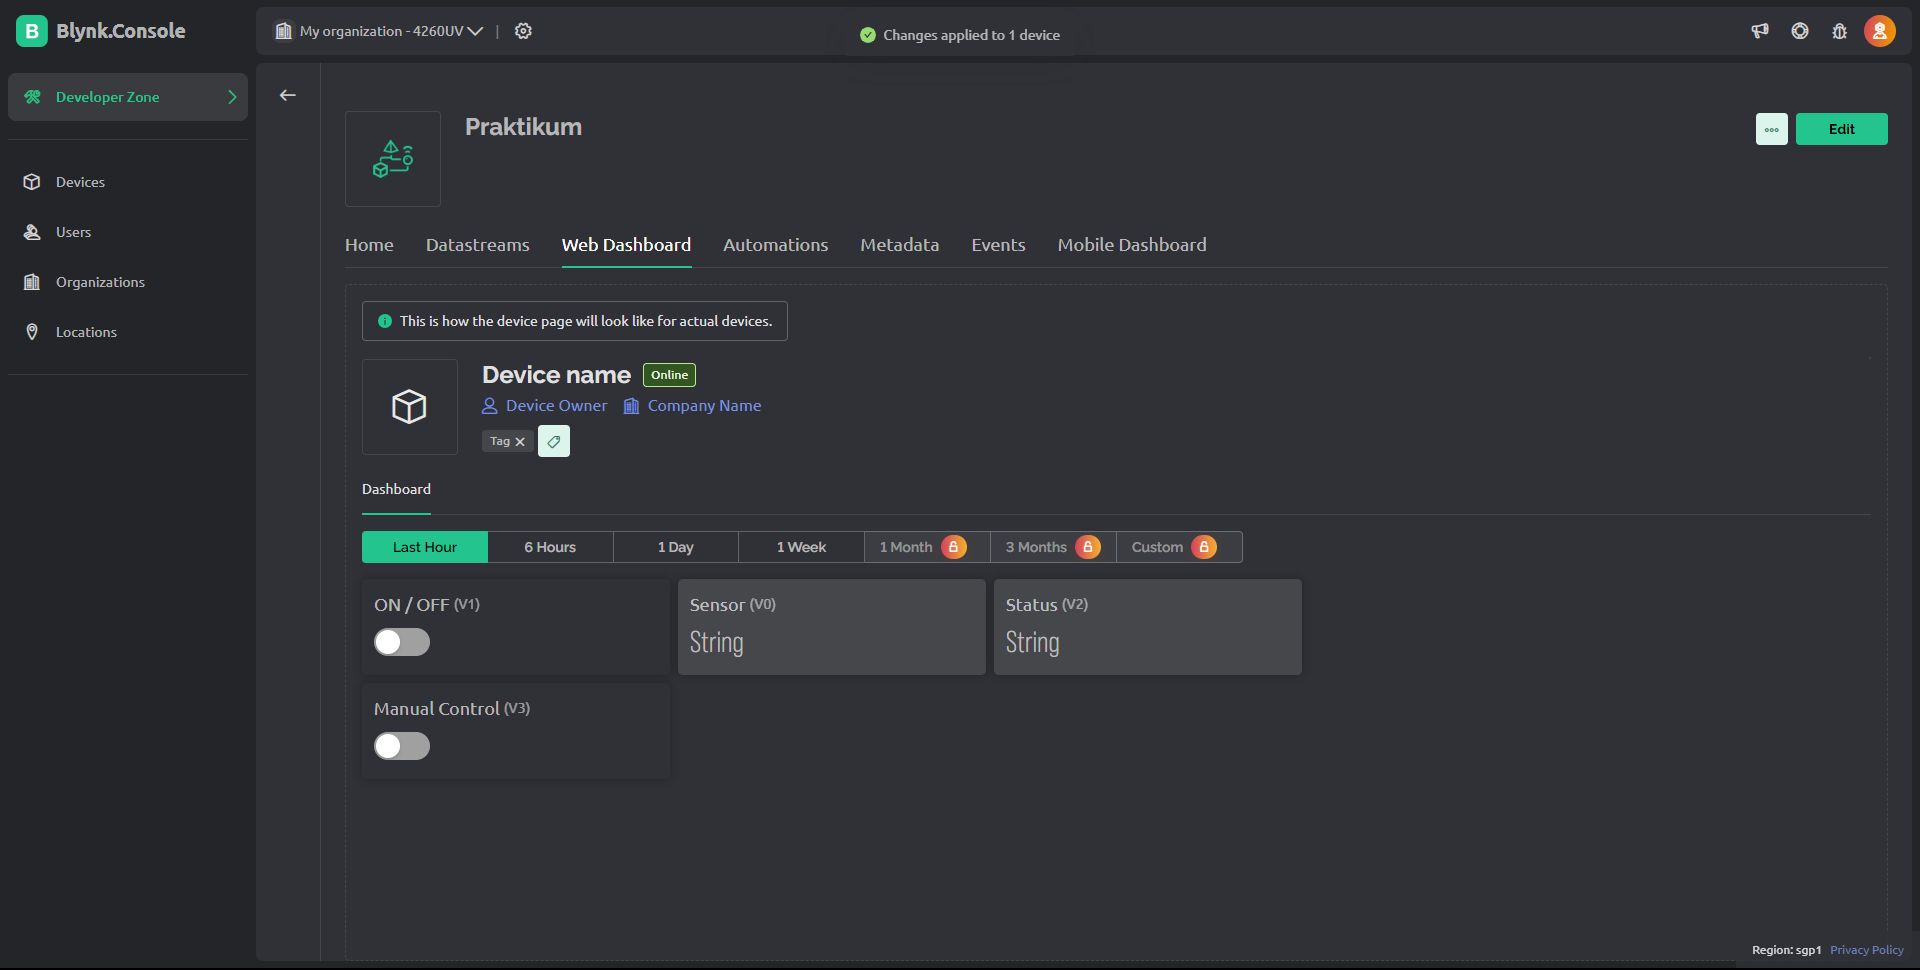 B Blynk.Console
My organization - 4260UV
Changes applied to 1 device
Developer Zone
Devices
Users
Organizations
Locations
Praktikum
Edit
Home Datastreams Web Dashboard Automations Metadata Events Mobile Dashboard
This is how the device page will look like for actual devices.
Device name Online
Device Owner Company Name
Tag
Dashboard
Last Hour 6 Hours 1 Day 1 Week 1 Month 3 Months Custom
ON / OFF (V1) Sensor (V0) Status (V2)
String String
Manual Control (V3)
Region: sgp1 Privacy Policy